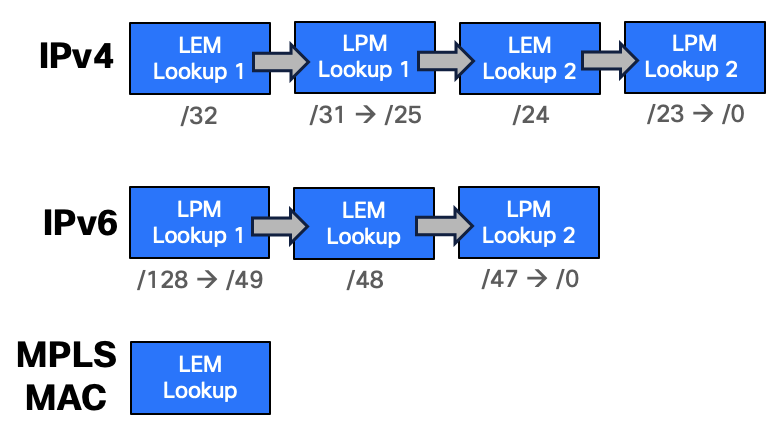 IPv4
LEM
Lookup 1
LPM
Lookup 1
LEM
Lookup 2
LPM
Lookup 2
/32
/31 → /25
/24
/23 → /0
IPv6
LPM
Lookup 1
LEM
Lookup
LPM
Lookup 2
/128 → /49
/48
/47 → /0
MPLS
MAC
LEM
Lookup